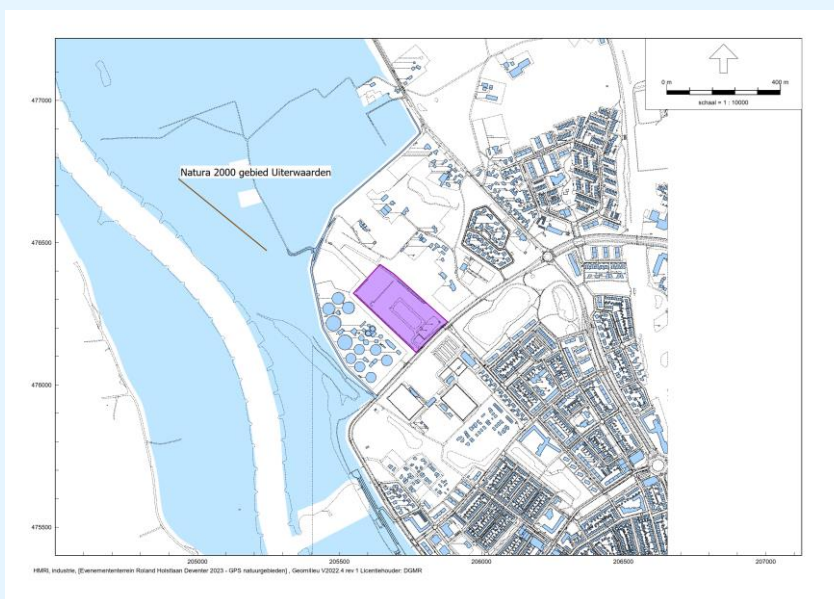 0 m
400 m
schaal = 1 : 10000
477000
Natura 2000 gebied Uiterwaarden
476500
476000
475500
205000
205500
206000
206500
207000
HMRI, industrie, [Evenemententerrein Roland Holstlaan Deventer 2023 - GPS natuurgebieden] , Geomilieu V2022.4 rev 1 Licentiehouder: DGMR